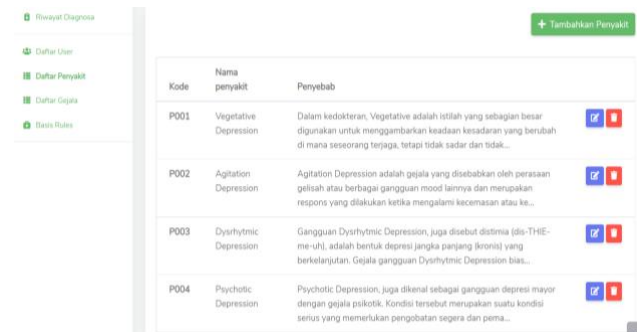 Riwayat Diagnosa
+ Tambahkan Penyakit
Daftar User
Daftar Penyakit
Daftar Gejala
Basis Rules
Kode
Nama
penyakit
Penyebab
P001
Vegetative
Depression
Dalam kedokteran, Vegetative adalah istilah yang sebagian besar
digunakan untuk menggambarkan keadaan kesadaran yang berubah
di mana seseorang terjaga, tetapi tidak sadar dan tidak...
P002
Agitation
Depression
Agitation Depression adalah gejala yang disebabkan oleh perasaan
gelisah atau berbagai gangguan mood lainnya dan merupakan
respons yang dilakukan ketika mengalami kecemasan atau ke...
P003
Dysrhytmic
Depression
Gangguan Dysrhytmic Depression, juga disebut distimia (dis-THIE-
me-uh), adalah bentuk depresi jangka panjang (kronis) yang
berkelanjutan. Gejala gangguan Dysrhytmic Depression bias...
P004
Psychotic
Depression
Psychotic Depression, juga dikenal sebagai gangguan depresi mayor
dengan gejala psikotik. Kondisi tersebut merupakan suatu kondisi
serius yang memerlukan pengobatan segera dan pema...